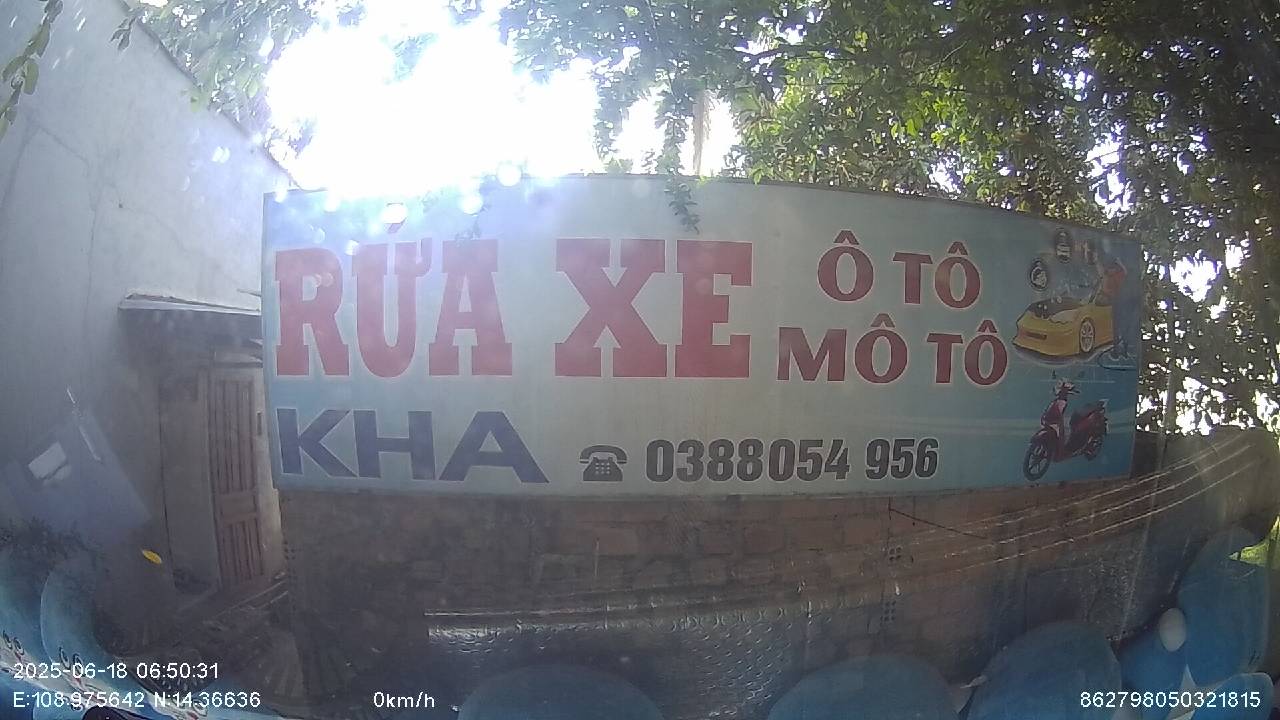 RỬA XE
Ô TÔ
MÔ TÔ
KHA
☎ 0388054 956
2025-06-18 06:50:31
E:108.975642 N:14.36636
0km/h
862798050321815